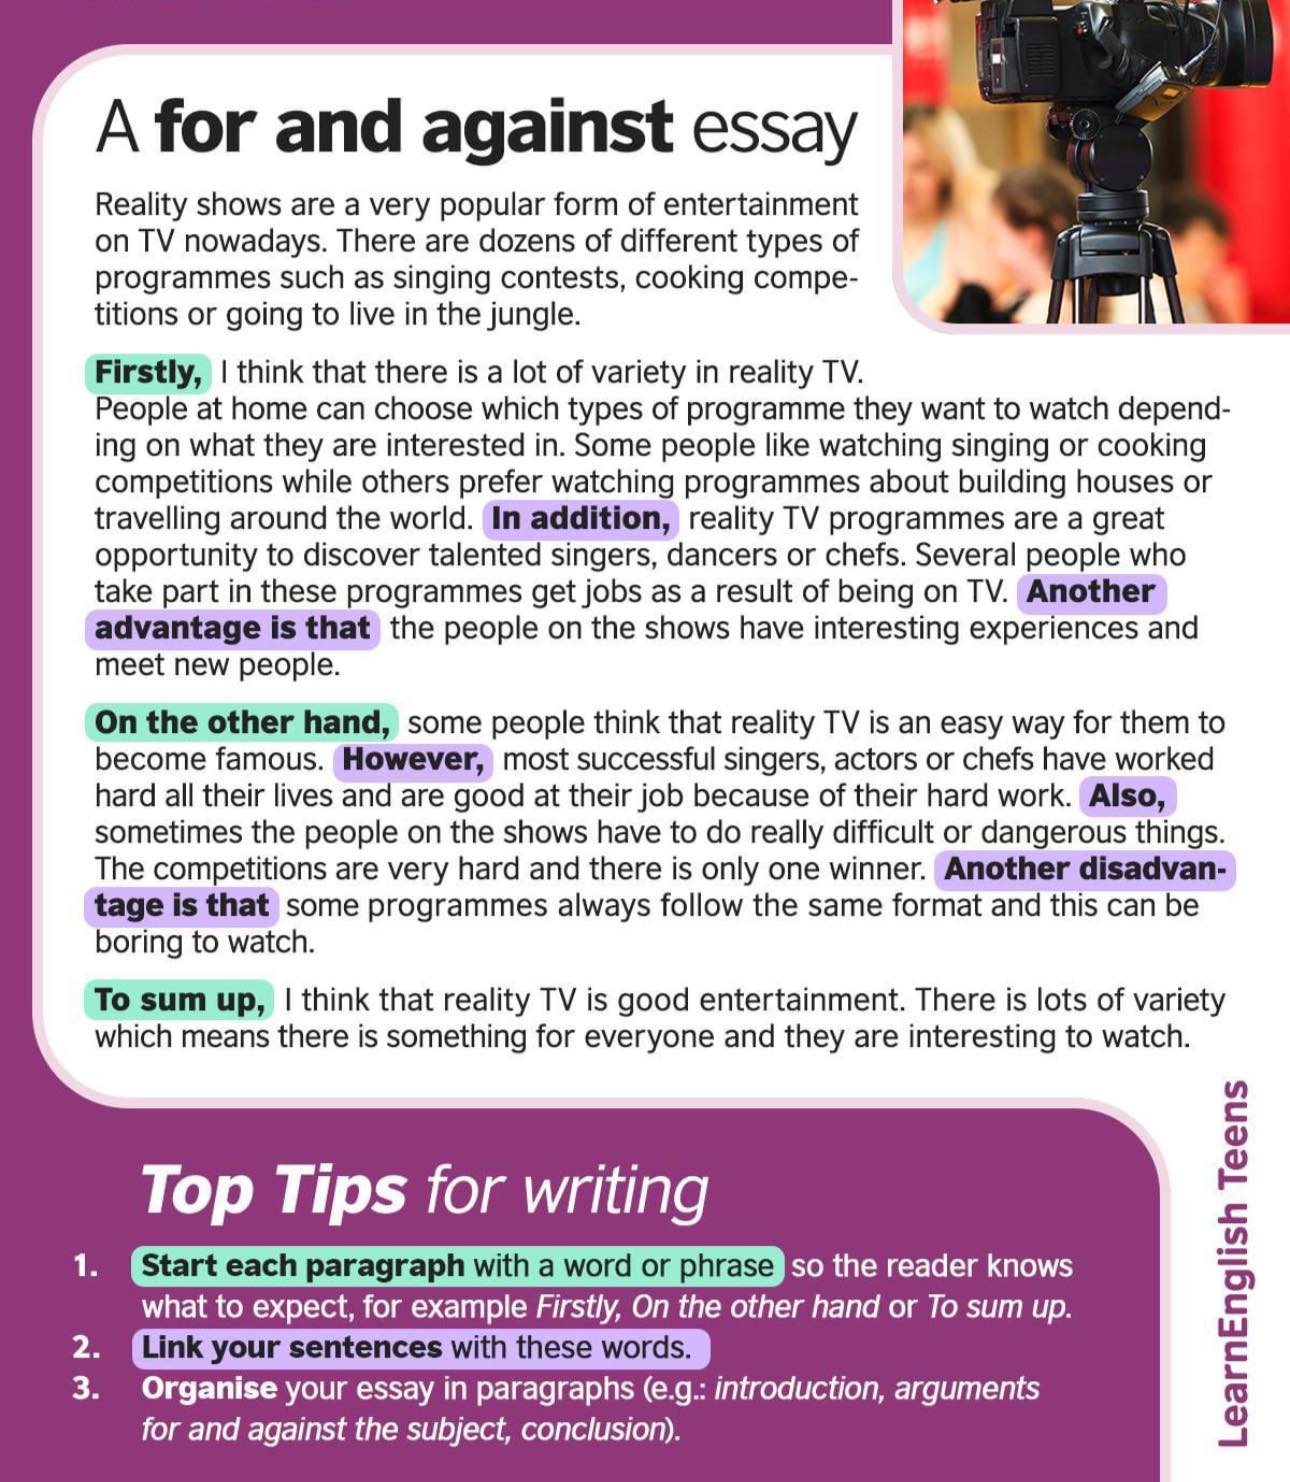 A for and against essay
Reality shows are a very popular form of entertainment
on TV nowadays. There are dozens of different types of
programmes such as singing contests, cooking compe-
titions or going to live in the jungle.
Firstly, I think that there is a lot of variety in reality TV.
People at home can choose which types of programme they want to watch depend-
ing on what they are interested in. Some people like watching singing or cooking
competitions while others prefer watching programmes about building houses or
travelling around the world. In addition, reality TV programmes are a great
opportunity to discover talented singers, dancers or chefs. Several people who
take part in these programmes get jobs as a result of being on TV. Another
advantage is that the people on the shows have interesting experiences and
meet new people.
On the other hand, some people think that reality TV is an easy way for them to
become famous. However, most successful singers, actors or chefs have worked
hard all their lives and are good at their job because of their hard work. Also,
sometimes the people on the shows have to do really difficult or dangerous things.
The competitions are very hard and there is only one winner. Another disadvan-
tage is that some programmes always follow the same format and this can be
boring to watch.
To sum up, I think that reality TV is good entertainment. There is lots of variety
which means there is something for everyone and they are interesting to watch.
Top Tips for writing
1. Start each paragraph with a word or phrase so the reader knows
what to expect, for example Firstly, On the other hand or To sum up.
2. Link your sentences with these words.
3. Organise your essay in paragraphs (e.g.: introduction, arguments
for and against the subject, conclusion).
LearnEnglish Teens